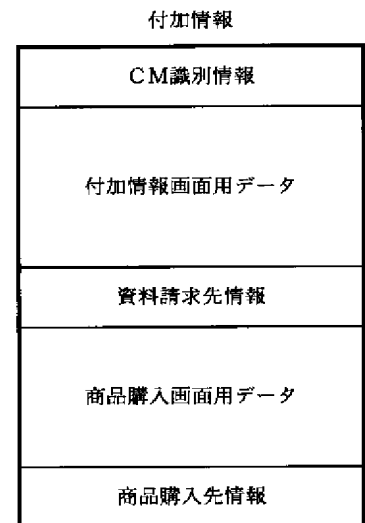 付加情報
CM識別情報
付加情報画面用データ
資料請求先情報
商品購入画面用データ
商品購入先情報